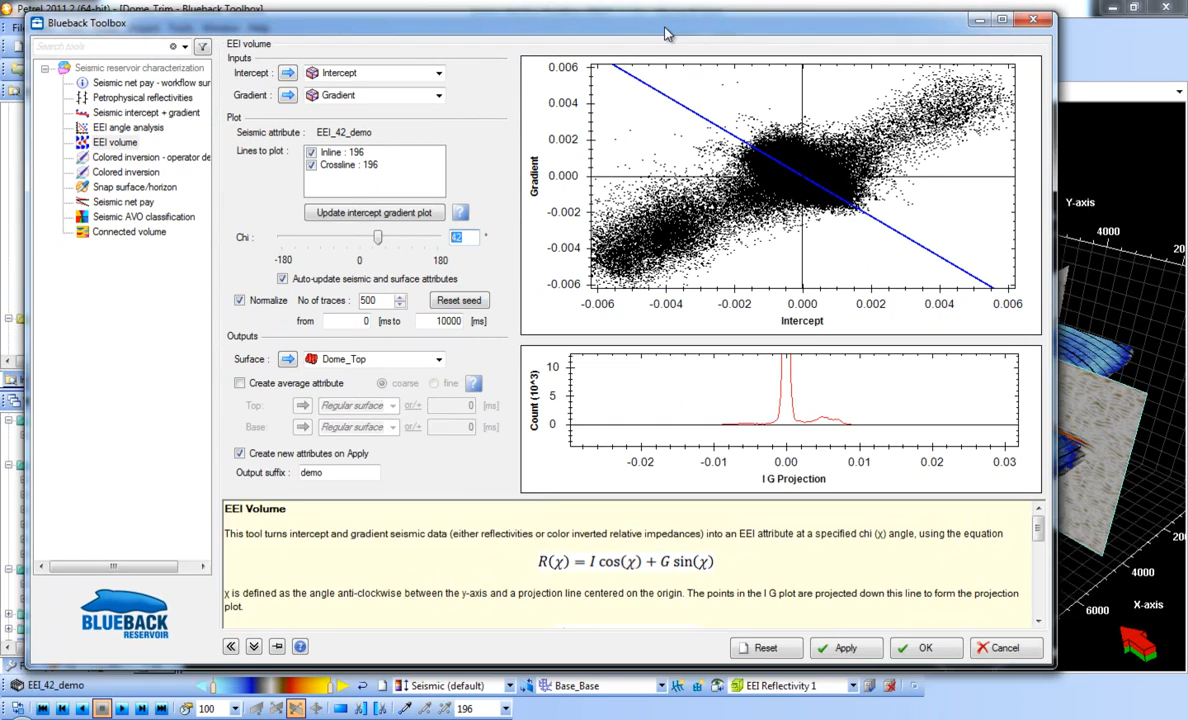 Petrel 2011.2 (64-bit) - [Dome_Trim - Blueback Toolbox]
Blueback Toolbox
Search tools
Seismic reservoir characterization
Seismic net pay - workflow sur
Petrophysical reflectivities
Seismic intercept + gradient
EEI angle analysis
EEI volume
Colored inversion - operator de
Colored inversion
Snap surface/horizon
Seismic net pay
Seismic AVO classification
Connected volume
BLUEBACK
RESERVOIR
EEI volume
Inputs
Intercept : Intercept
Gradient : Gradient
Plot
Seismic attribute : EEI_42_demo
Lines to plot : Inline : 196
Crossline : 196
Update intercept gradient plot
Chi : 42 °
-180 0 180
Auto-update seismic and surface attributes
Normalize No of traces : 500 Reset seed
from 0 [ms to 10000 [ms]
Outputs
Surface : Dome_Top
Create average attribute coarse fine
Top: Regular surface or/+ 0 [ms]
Base: Regular surface or/+ 0 [ms]
Create new attributes on Apply
Output suffix : demo
0.006
0.004
0.002
0.000
-0.002
-0.004
-0.006
Gradient
-0.006 -0.004 -0.002 0.000 0.002 0.004 0.006
Intercept
10
5
0
Count (10^3)
-0.02 -0.01 0.00 0.01 0.02 0.03
I G Projection
EEI Volume
This tool turns intercept and gradient seismic data (either reflectivities or color inverted relative impedances) into an EEI attribute at a specified chi (χ) angle, using the equation
R(χ) = I cos(χ) + G sin(χ)
χ is defined as the angle anti-clockwise between the y-axis and a projection line centered on the origin. The points in the I G plot are projected down this line to form the projection
plot.
Reset Apply OK Cancel
Y-axis
4000
20
200
4000
6000
X-axis
EEI_42_demo Seismic (default) Base_Base EEI Reflectivity 1
100 196